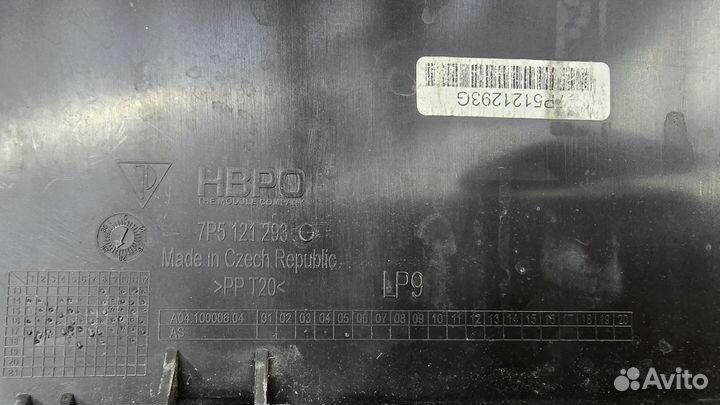 7P5121293G
HBPO
THE MODULE COMPANY
7P5 121 293 G
Made in Czech Republic
>PP T20<
LP9
A04.100006.04 01 02 03 04 05 06 07 08 09 10 11 12 13 14 15 16 17 18 19 20
AS
Avito